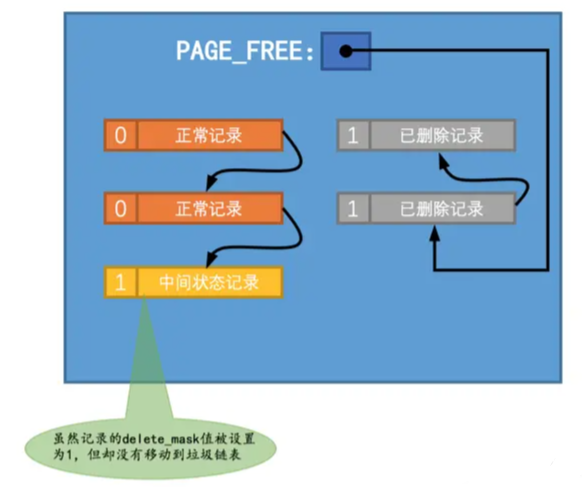 PAGE_FREE:
0 正常记录
1 已删除记录
0 正常记录
1 已删除记录
1 中间状态记录
虽然记录的delete_mask值被设置
为1，但却没有移动到垃圾链表